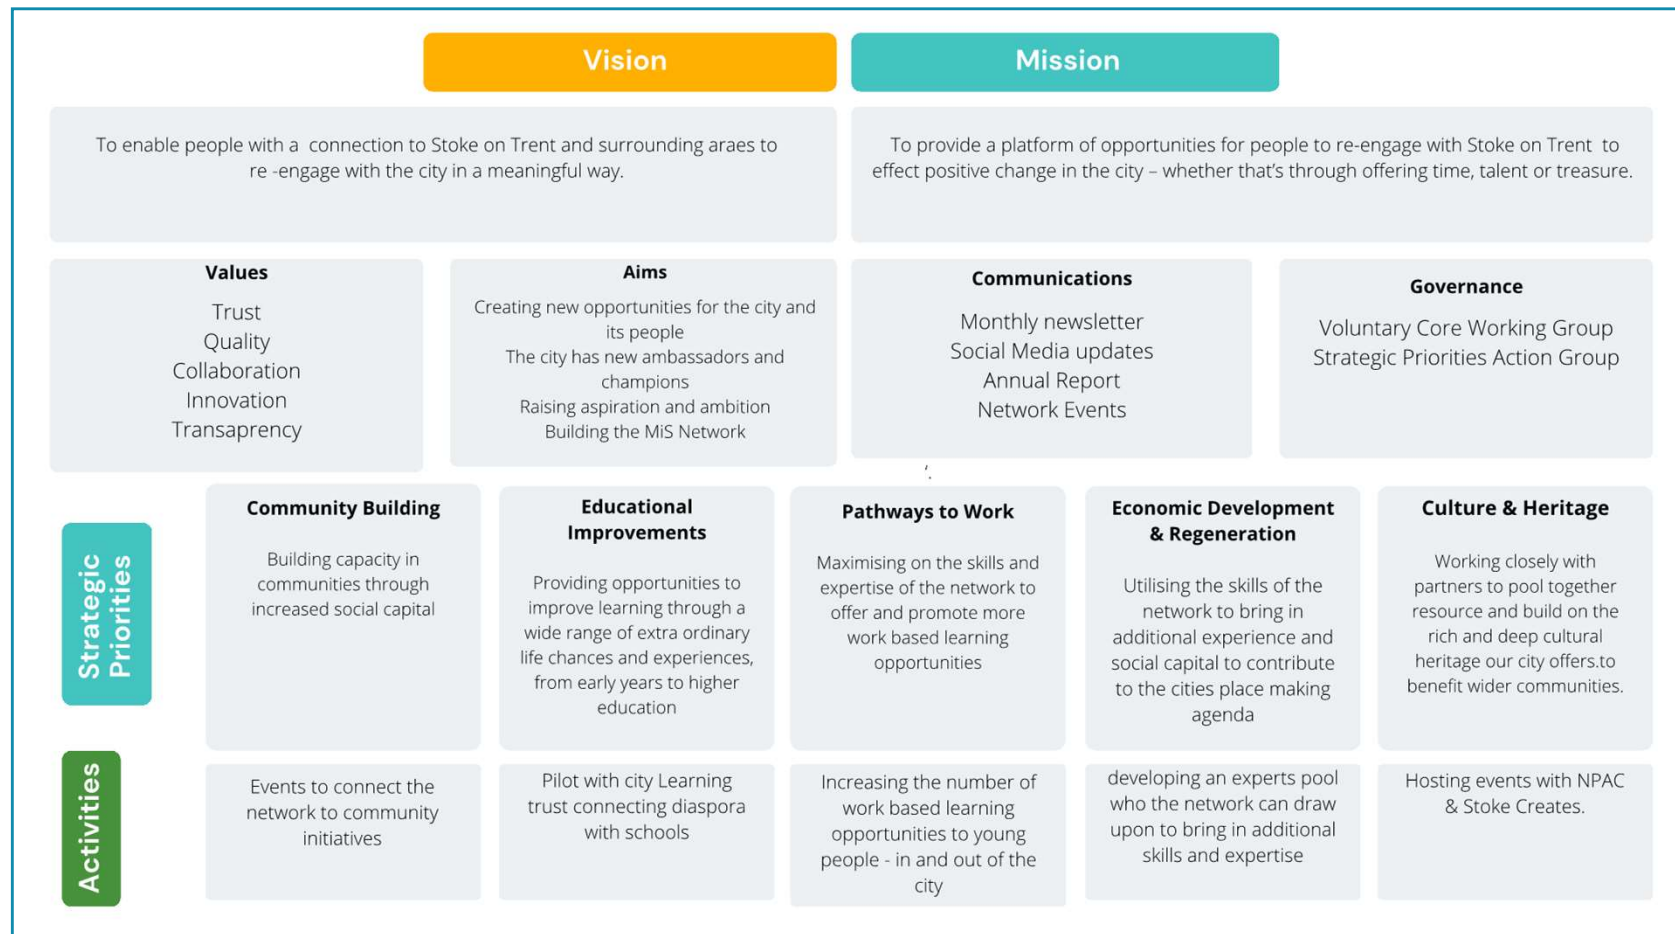 Vision
Mission
To enable people with a connection to Stoke on Trent and surrounding araes to
re -engage with the city in a meaningful way.
To provide a platform of opportunities for people to re-engage with Stoke on Trent to
effect positive change in the city – whether that's through offering time, talent or treasure.
Values
Trust
Quality
Collaboration
Innovation
Transaprency
Aims
Creating new opportunities for the city and
its people
The city has new ambassadors and
champions
Raising aspiration and ambition
Building the MiS Network
Communications
Monthly newsletter
Social Media updates
Annual Report
Network Events
Governance
Voluntary Core Working Group
Strategic Priorities Action Group
'.
Strategic
Priorities
Community Building
Building capacity in
communities through
increased social capital
Educational
Improvements
Providing opportunities to
improve learning through a
wide range of extra ordinary
life chances and experiences,
from early years to higher
education
Pathways to Work
Maximising on the skills and
expertise of the network to
offer and promote more
work based learning
opportunities
Economic Development
& Regeneration
Utilising the skills of the
network to bring in
additional experience and
social capital to contribute
to the cities place making
agenda
Culture & Heritage
Working closely with
partners to pool together
resource and build on the
rich and deep cultural
heritage our city offers.to
benefit wider communities.
Activities
Events to connect the
network to community
initiatives
Pilot with city Learning
trust connecting diaspora
with schools
Increasing the number of
work based learning
opportunities to young
people - in and out of the
city
developing an experts pool
who the network can draw
upon to bring in additional
skills and expertise
Hosting events with NPAC
& Stoke Creates.